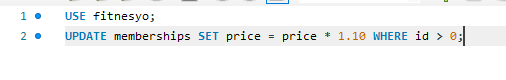 1 USE fitnesyo;
2 UPDATE memberships SET price = price * 1.10 WHERE id > 0;